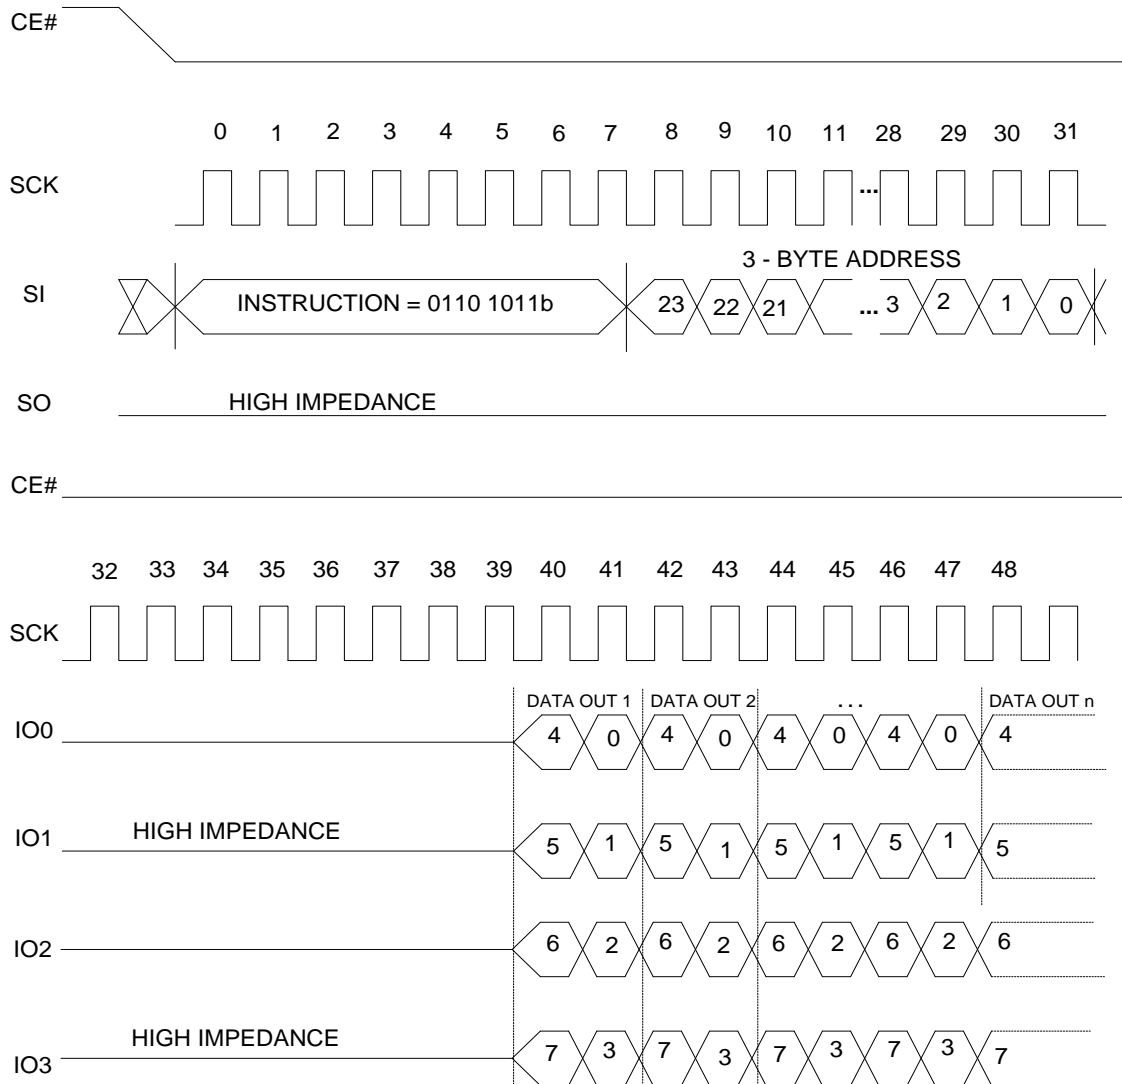 CE#
0 1 2 3 4 5 6 7 8 9 10 11 28 29 30 31
SCK ...
3 - BYTE ADDRESS
SI INSTRUCTION = 0110 1011b 23 22 21 ... 3 2 1 0
SO HIGH IMPEDANCE
CE#
32 33 34 35 36 37 38 39 40 41 42 43 44 45 46 47 48
SCK
DATA OUT 1 DATA OUT 2 ... DATA OUT n
IO0 4 0 4 0 4 0 4 0 4
IO1 HIGH IMPEDANCE 5 1 5 1 5 1 5 1 5
IO2 6 2 6 2 6 2 6 2 6
IO3 HIGH IMPEDANCE 7 3 7 3 7 3 7 3 7